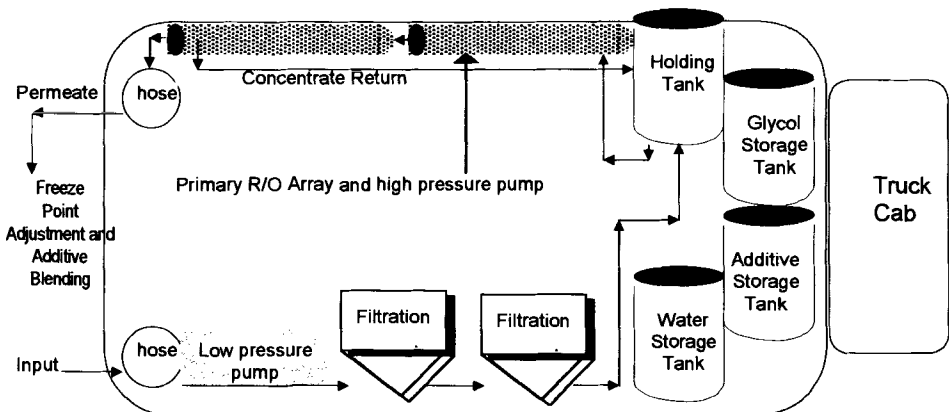 Concentrate Return
Holding
Tank
Permeate
hose
Glycol
Storage
Tank
Primary R/O Array and high pressure pump
Truck
Cab
Freeze
Point
Adjustment and
Additive
Blending
Additive
Storage
Tank
Filtration
Filtration
Water
Storage
Tank
Input
hose
Low pressure
pump